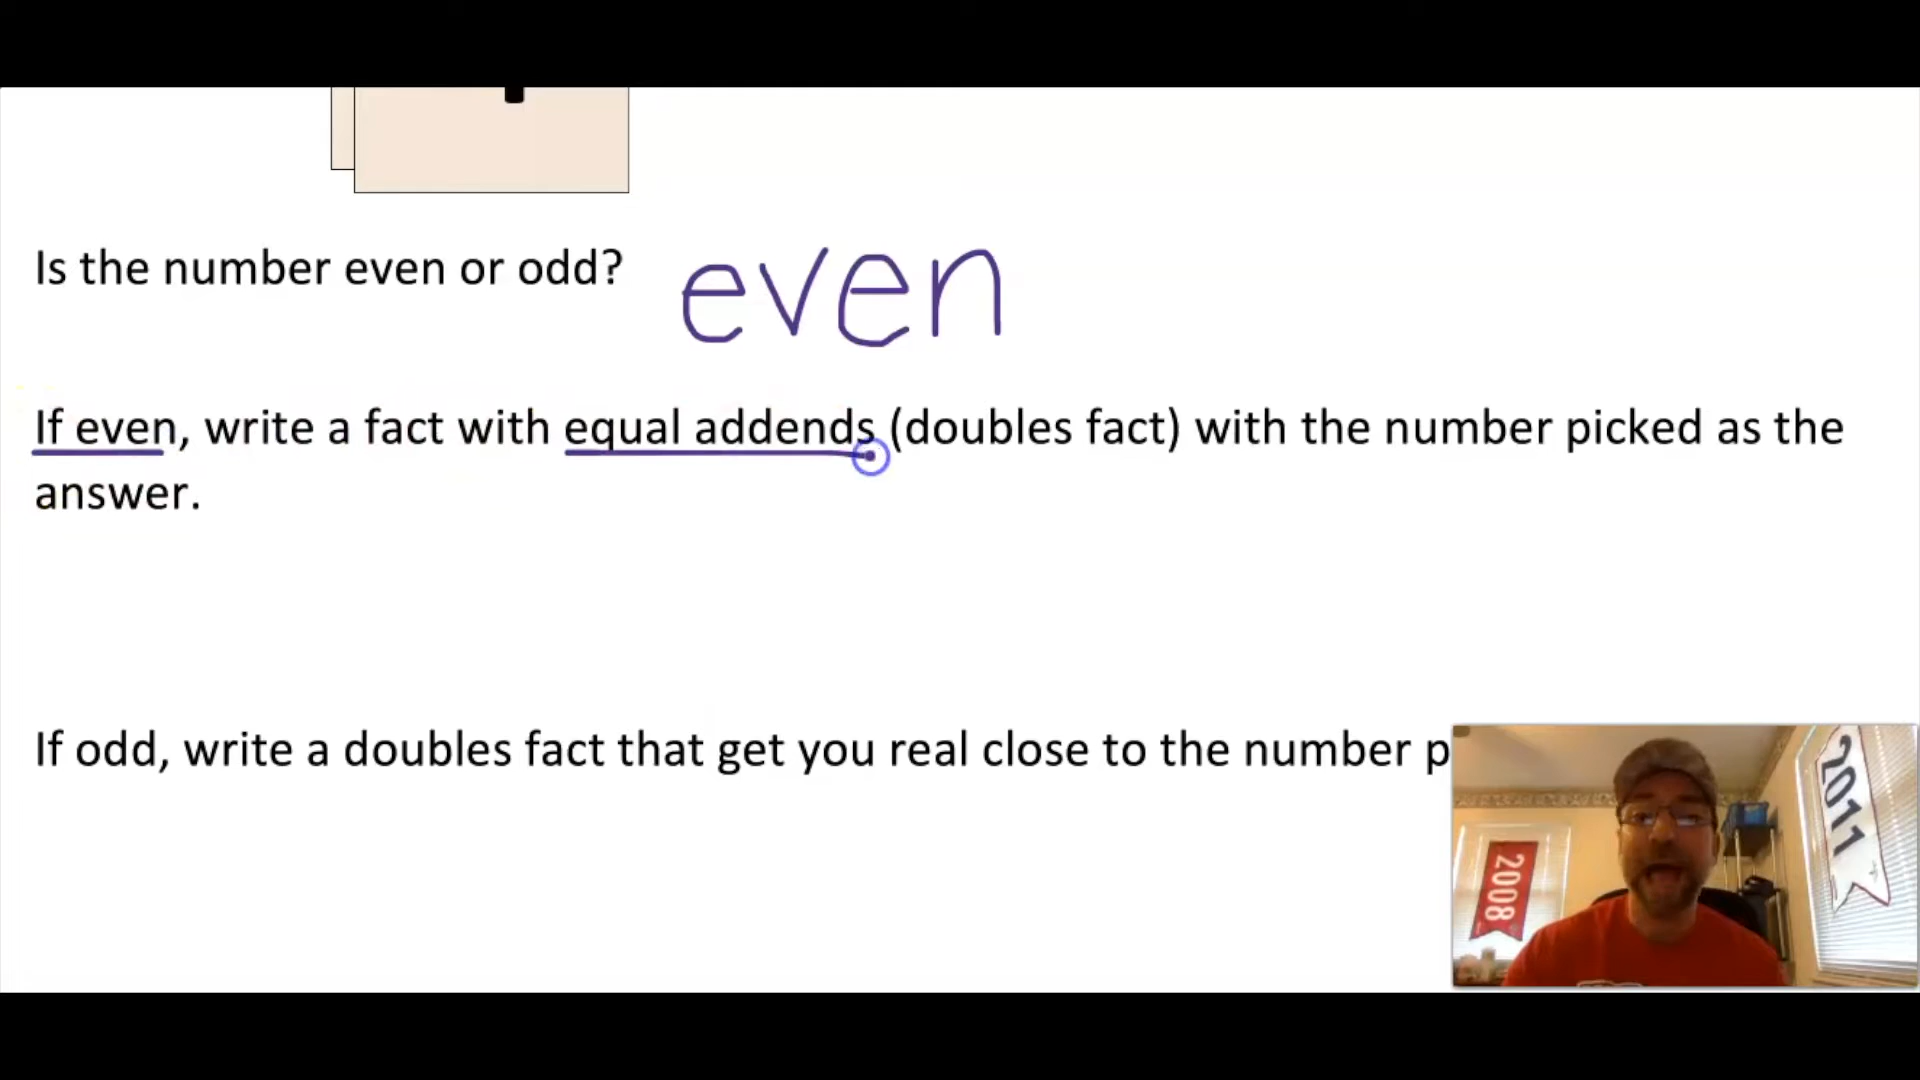 Is the number even or odd?
even
If even, write a fact with equal addends (doubles fact) with the number picked as the
answer.
If odd, write a doubles fact that get you real close to the number p
2008
2011